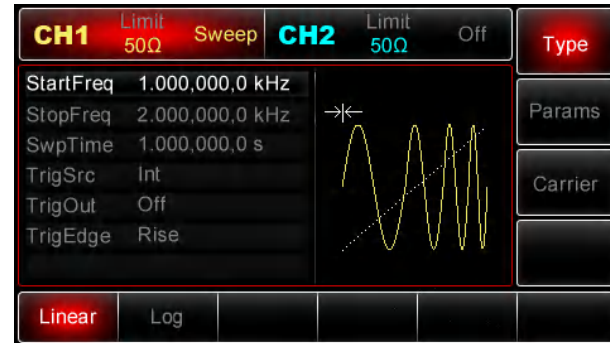 CH1 Limit 50Ω Sweep CH2 Limit 50Ω Off
Type
StartFreq 1.000,000,0 kHz
StopFreq 2.000,000,0 kHz
Params
SwpTime 1.000,000,0 s
TrigSrc Int
Carrier
TrigOut Off
TrigEdge Rise
Linear Log